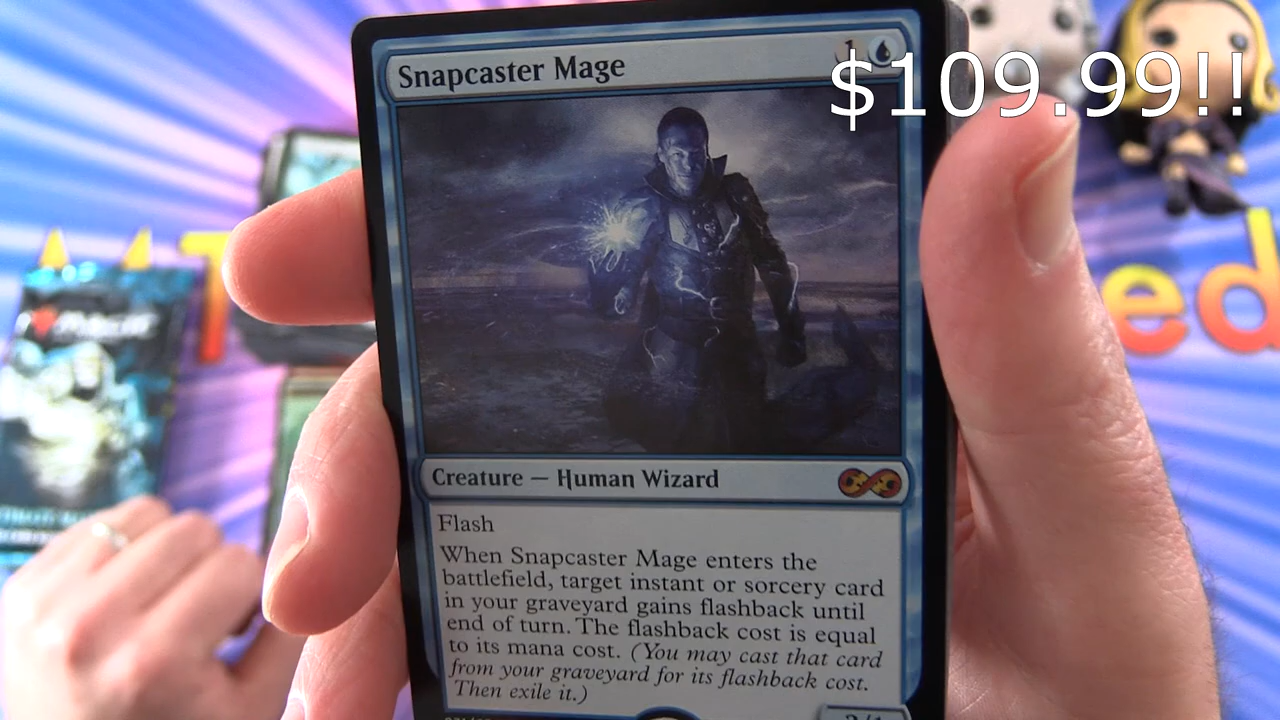 Snapcaster Mage
1
$109.99!!
ed
Creature — Human Wizard
Flash
When Snapcaster Mage enters the
battlefield, target instant or sorcery card
in your graveyard gains flashback until
end of turn. The flashback cost is equal
to its mana cost. (You may cast that card
from your graveyard for its flashback cost.
Then exile it.)